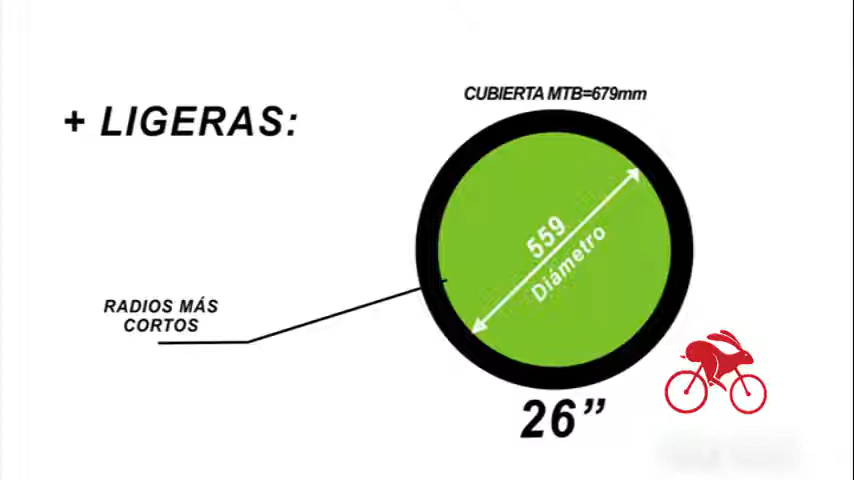 CUBIERTA MTB=679mm
+ LIGERAS:
559
Diámetro
RADIOS MÁS
CORTOS
26”